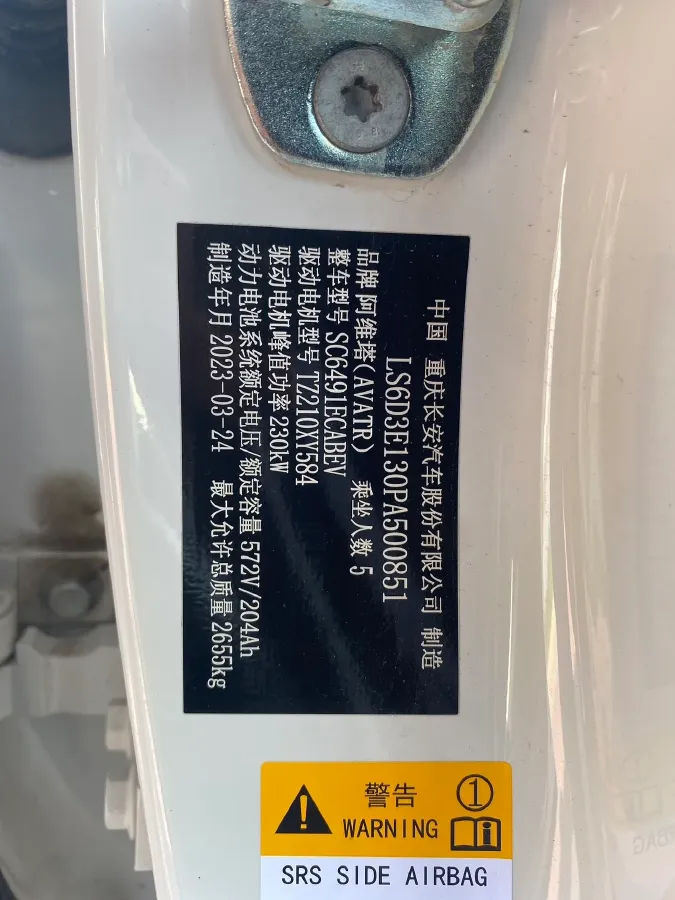 中国 重庆长安汽车股份有限公司 制造
LS6D3E130PA500851
品牌 阿维塔(AVATR) 乘坐人数 5
整车型号 SC6491ECABEV
驱动电机型号 TZ210XY584
驱动电机峰值功率 230kW
动力电池系统额定电压/额定容量 572V/204Ah
制造年月 2023-03-24 最大允许总质量 2655kg
警告 ①
WARNING
SRS SIDE AIRBAG